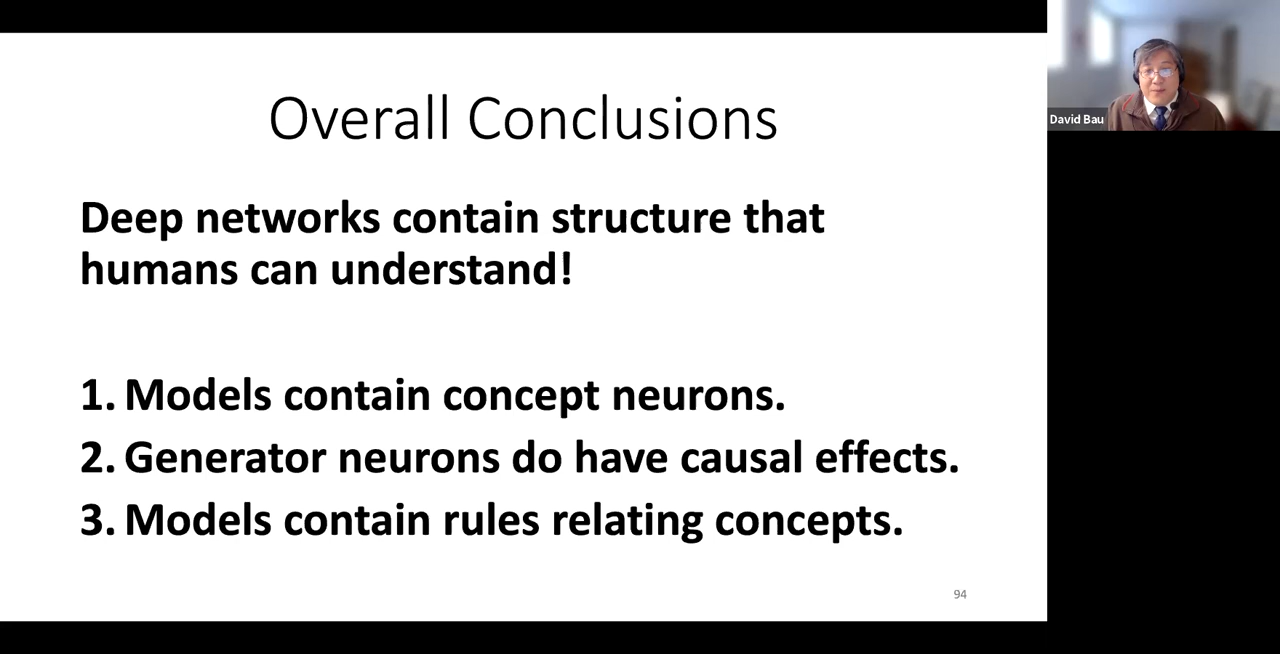 Overall Conclusions
Deep networks contain structure that
humans can understand!
1. Models contain concept neurons.
2. Generator neurons do have causal effects.
3. Models contain rules relating concepts.
94
David Bau